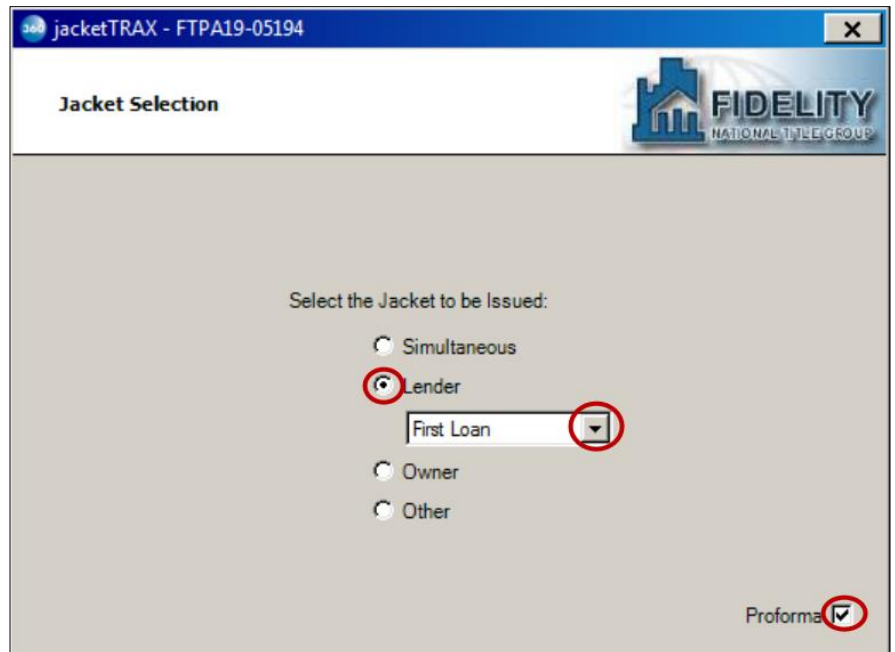 360 jacketTRAX - FTPA19-05194
Jacket Selection
FIDELITY
NATIONAL TITLE GROUP
Select the Jacket to be Issued:
Simultaneous
Lender
First Loan
Owner
Other
Proforma